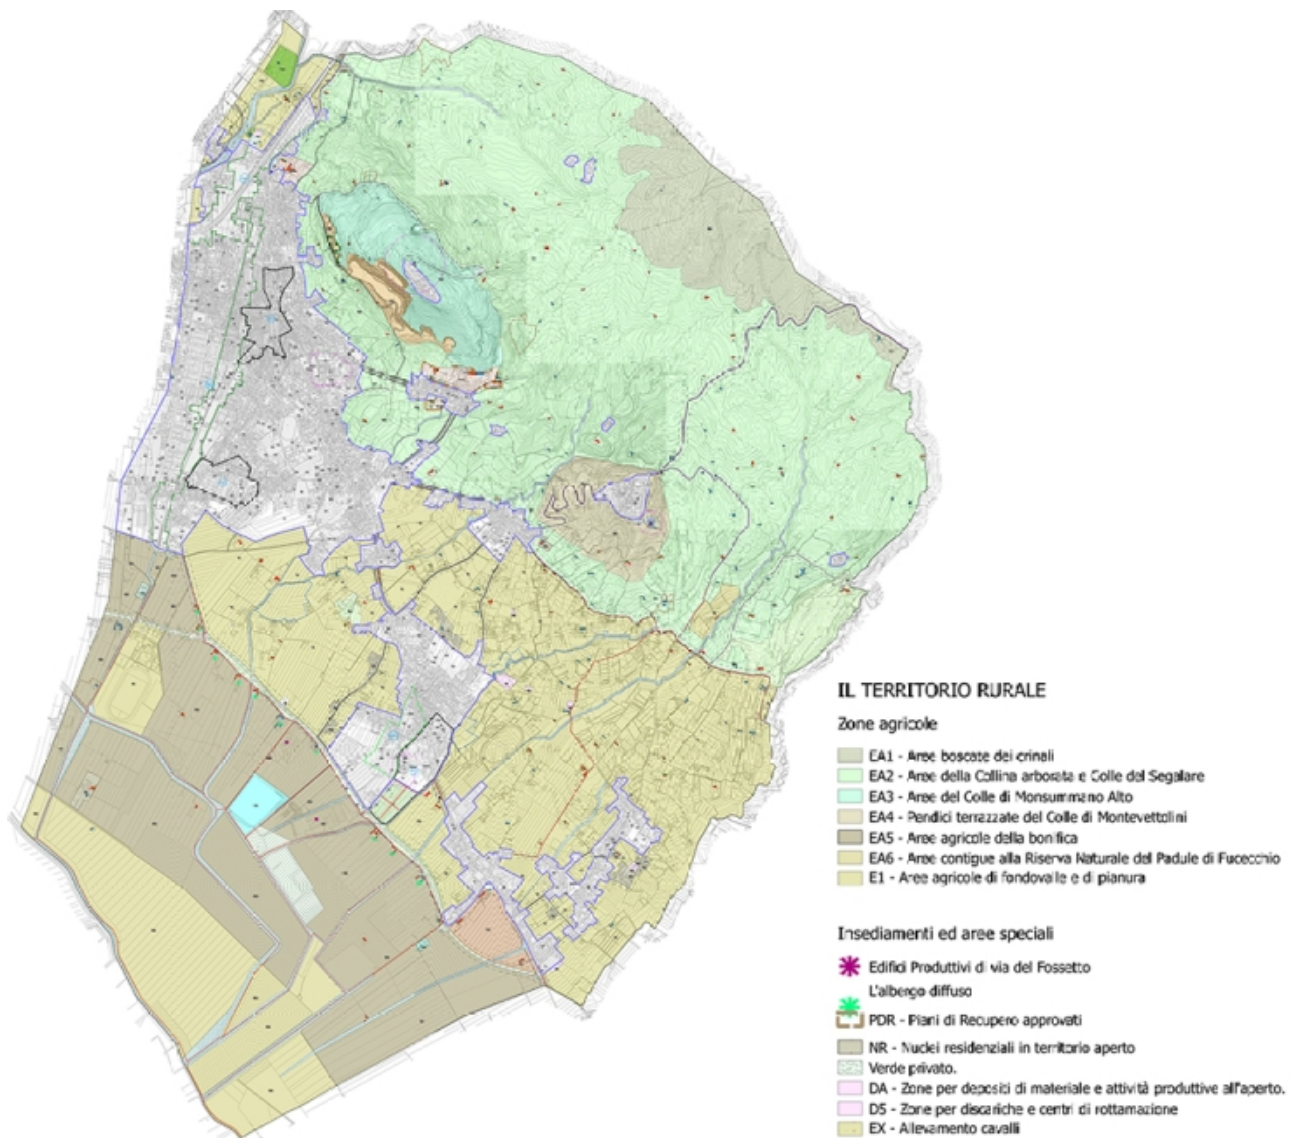 IL TERRITORIO RURALE
Zone agricole
EA1 - Aree boscate dei crinali
EA2 - Aree della Collina arborata e Colle del Segalare
EA3 - Aree del Colle di Monsummano Alto
EA4 - Pendici terrazzate del Colle di Montevettolini
EA5 - Aree agricole della bonifica
EA6 - Aree contigue alla Riserva Naturale del Padule di Fucecchio
E1 - Aree agricole di fondovalle e di pianura
Insediamenti ed aree speciali
Edifici Produttivi di via del Fossetto
L'albergo diffuso
PDR - Piani di Recupero approvati
NR - Nuclei residenziali in territorio aperto
Verde privato.
DA - Zone per depositi di materiale e attività produttive all'aperto.
DS - Zone per discariche e centri di rottamazione
EX - Allevamento cavalli